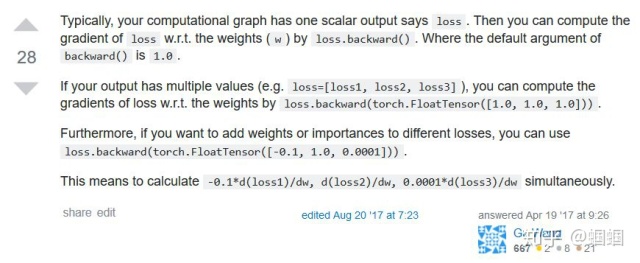 Typically, your computational graph has one scalar output says loss. Then you can compute the
gradient of loss w.r.t. the weights (w) by loss.backward(). Where the default argument of
backward() is 1.0.
28
If your output has multiple values (e.g. loss=[loss1, loss2, loss3]), you can compute the
gradients of loss w.r.t. the weights by loss.backward(torch.FloatTensor([1.0, 1.0, 1.0])).
Furthermore, if you want to add weights or importances to different losses, you can use
loss.backward(torch.FloatTensor([-0.1, 1.0, 0.0001])).
This means to calculate -0.1*d(loss1)/dw, d(loss2)/dw, 0.0001*d(loss3)/dw simultaneously.
share edit
edited Aug 20 '17 at 7:23
answered Apr 19 '17 at 9:26
知乎 @蝈蝈
667 2 8 21